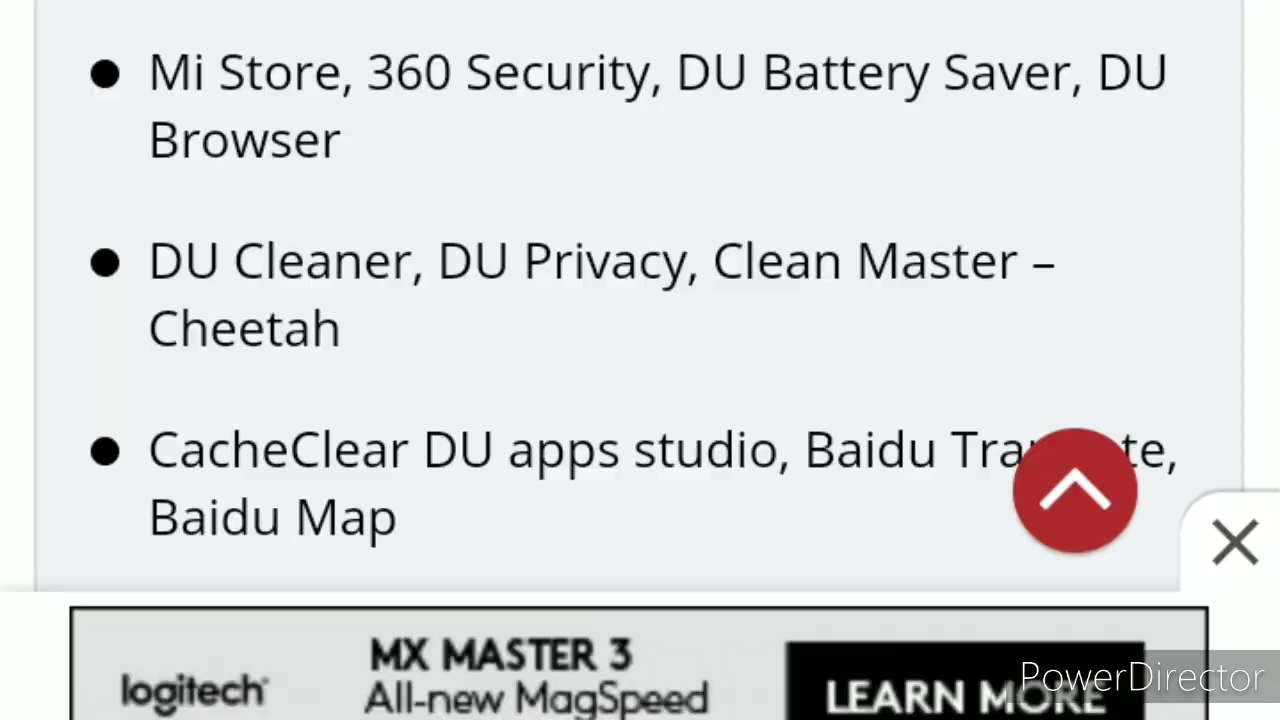 ● Mi Store, 360 Security, DU Battery Saver, DU
Browser
● DU Cleaner, DU Privacy, Clean Master –
Cheetah
● CacheClear DU apps studio, Baidu
Baidu Map
logitech
MX MASTER 3
All-new MagSpeed
LEARN MORE
PowerDirector